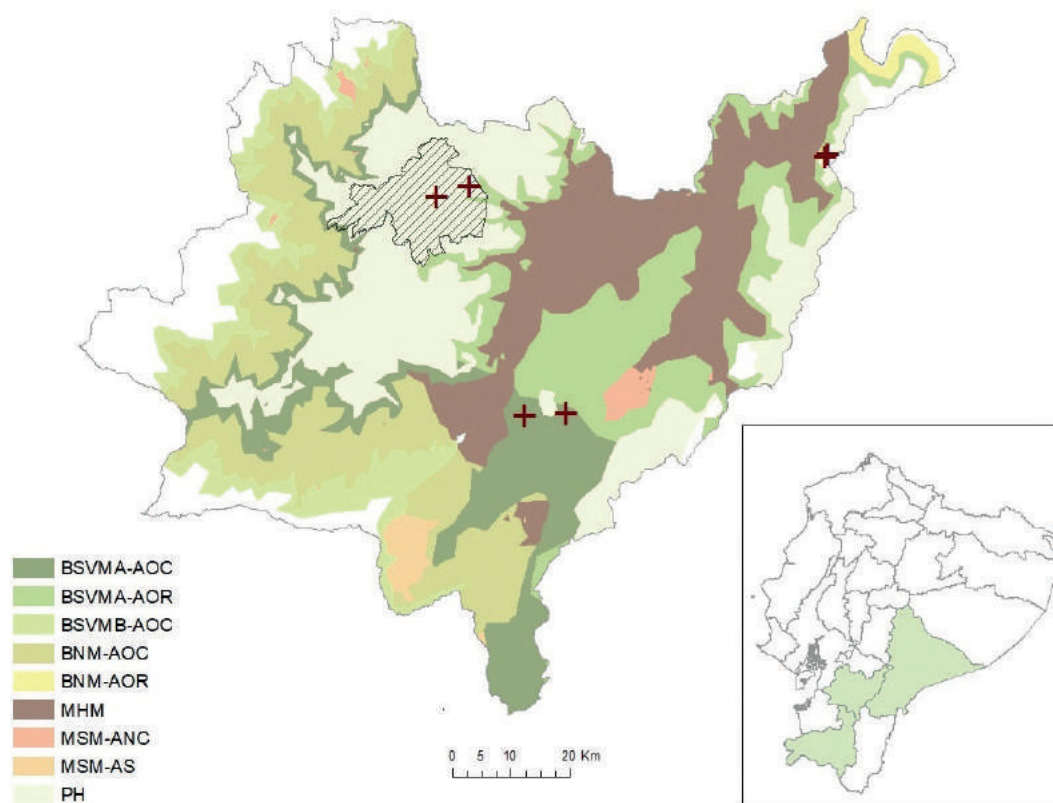 BSVMA-AOC
BSVMA-AOR
BSVMB-AOC
BNM-AOC
BNM-AOR
MHM
MSM-ANC
MSM-AS
PH
0 5 10 20 Km